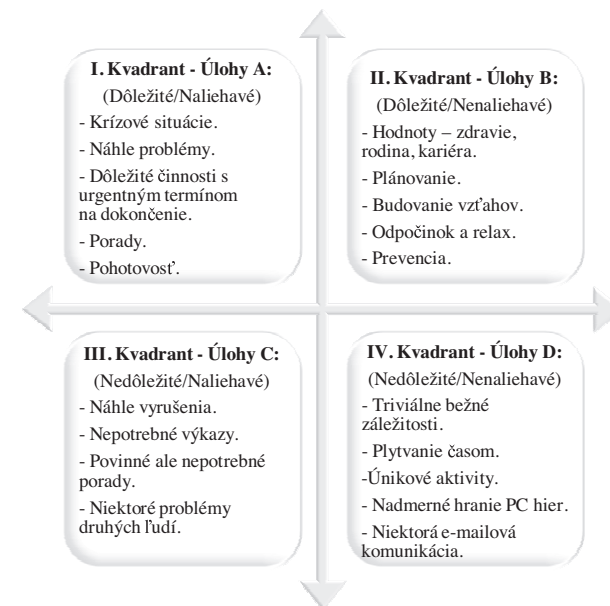 I. Kvadrant - Úlohy A:
(Dôležité/Naliehavé)
- Krízové situácie.
- Náhle problémy.
- Dôležité činnosti s
urgentným termínom
na dokončenie.
- Porady.
- Pohotovosť.
II. Kvadrant - Úlohy B:
(Dôležité/Nenaliehavé)
- Hodnoty – zdravie,
rodina, kariéra.
- Plánovanie.
- Budovanie vzťahov.
- Odpočinok a relax.
- Prevencia.
III. Kvadrant - Úlohy C:
(Nedôležité/Naliehavé)
- Náhle vyrušenia.
- Nepotrebné výkazy.
- Povinné ale nepotrebné
porady.
- Niektoré problémy
druhých ľudí.
IV. Kvadrant - Úlohy D:
(Nedôležité/Nenaliehavé)
- Triviálne bežné
záležitosti.
- Plytvanie časom.
-Únikové aktivity.
- Nadmerné hranie PC hier.
- Niektorá e-mailová
komunikácia.